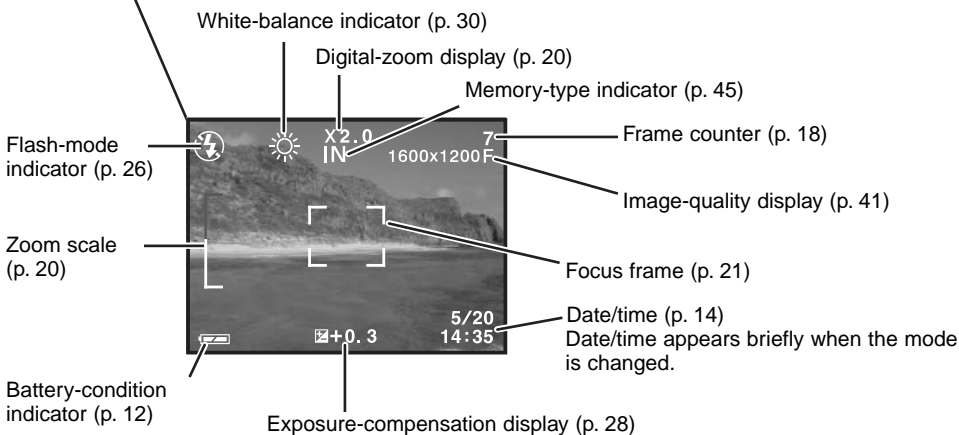 White-balance indicator (p. 30)
Digital-zoom display (p. 20)
Memory-type indicator (p. 45)
Flash-mode
indicator (p. 26)
X2.0
7
IN
1600x1200 F
Frame counter (p. 18)
Image-quality display (p. 41)
Zoom scale
(p. 20)
Focus frame (p. 21)
5/20
+0.3
14:35
Date/time (p. 14)
Date/time appears briefly when the mode
is changed.
Battery-condition
indicator (p. 12)
Exposure-compensation display (p. 28)